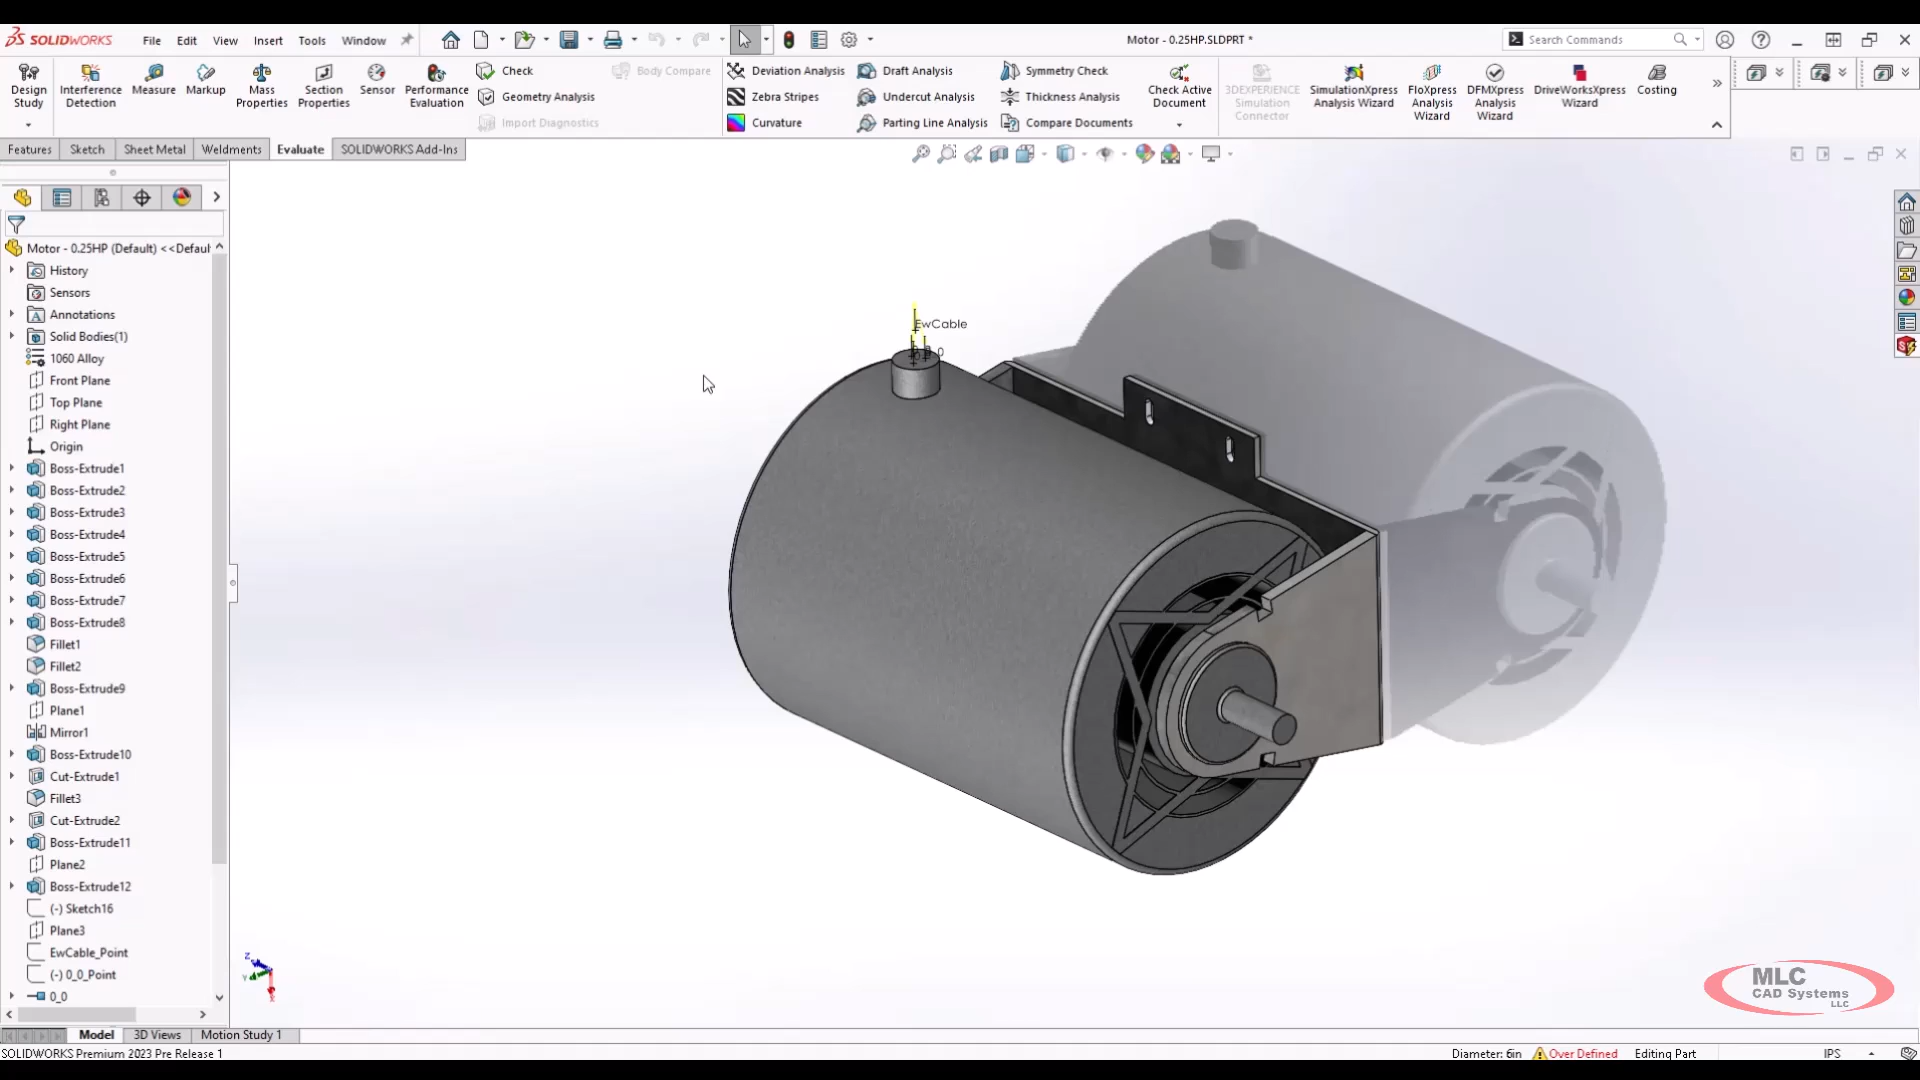 SOLIDWORKS File Edit View Insert Tools Window
Motor - 0.25HP.SLDPRT *
Search Commands
Design Study
Interference Detection
Measure
Markup
Mass Properties
Section Properties
Sensor
Performance Evaluation
Check
Geometry Analysis
Import Diagnostics
Body Compare
Deviation Analysis
Zebra Stripes
Curvature
Draft Analysis
Undercut Analysis
Parting Line Analysis
Symmetry Check
Thickness Analysis
Compare Documents
Check Active Document
3DEXPERIENCE Simulation Connector
SimulationXpress Analysis Wizard
FloXpress Analysis Wizard
DFMXpress Analysis Wizard
DriveWorksXpress Wizard
Costing
Features Sketch Sheet Metal Weldments Evaluate SOLIDWORKS Add-Ins
Motor - 0.25HP (Default) <<Defaul
History
Sensors
Annotations
Solid Bodies(1)
1060 Alloy
Front Plane
Top Plane
Right Plane
Origin
Boss-Extrude1
Boss-Extrude2
Boss-Extrude3
Boss-Extrude4
Boss-Extrude5
Boss-Extrude6
Boss-Extrude7
Boss-Extrude8
Fillet1
Fillet2
Boss-Extrude9
Plane1
Mirror1
Boss-Extrude10
Cut-Extrude1
Fillet3
Cut-Extrude2
Boss-Extrude11
Plane2
Boss-Extrude12
(-) Sketch16
Plane3
EwCable_Point
(-) 0_0_Point
0_0
EwCable
Z
Y
X
MLC
CAD Systems
LLC
Model 3D Views Motion Study 1
SOLIDWORKS Premium 2023 Pre Release 1
Diameter: 6in Over Defined Editing Part IPS